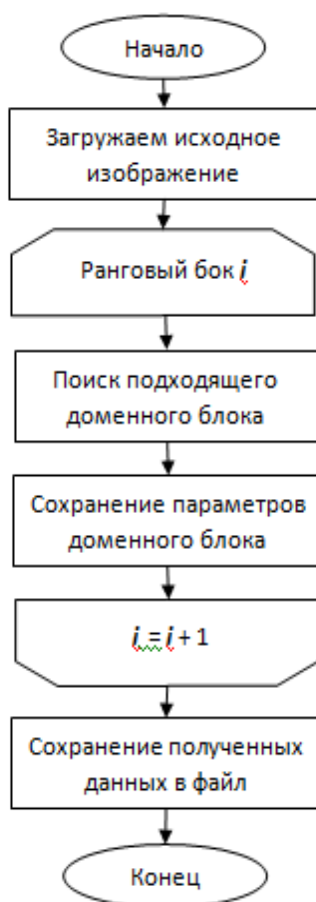 Начало
Загружаем исходное
изображение
Ранговый бок i
Поиск подходящего
доменного блока
Сохранение параметров
доменного блока
i = i + 1
Сохранение полученных
данных в файл
Конец